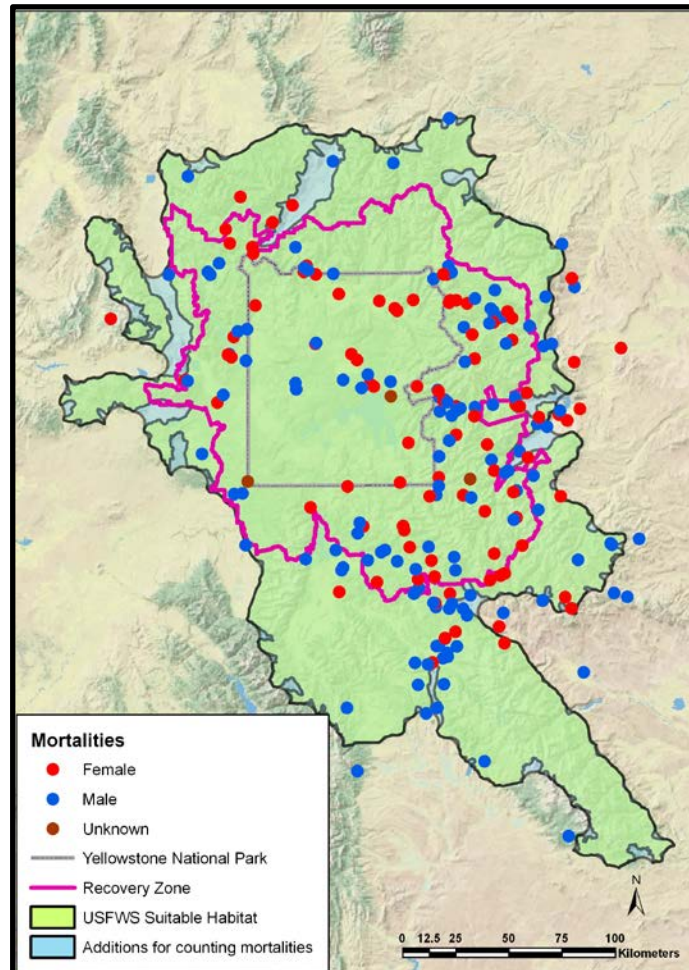 Mortalities
Female
Male
Unknown
Yellowstone National Park
Recovery Zone
USFWS Suitable Habitat
Additions for counting mortalities
N
0 12.5 25 50 75 100
Kilometers